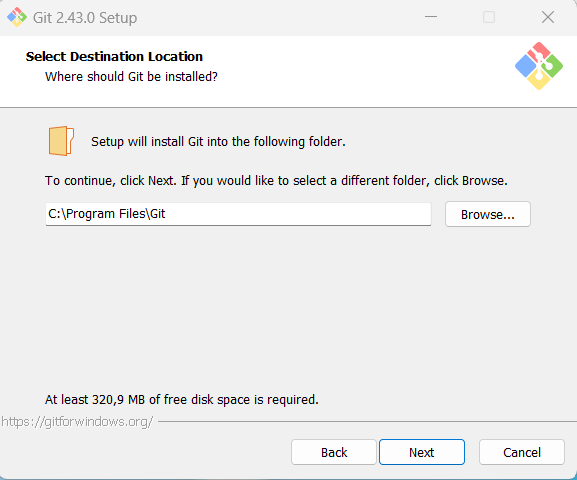 Git 2.43.0 Setup
Select Destination Location
Where should Git be installed?
Setup will install Git into the following folder.
To continue, click Next. If you would like to select a different folder, click Browse.
C:\Program Files\Git
Browse...
At least 320,9 MB of free disk space is required.
https://gitforwindows.org/
Back
Next
Cancel